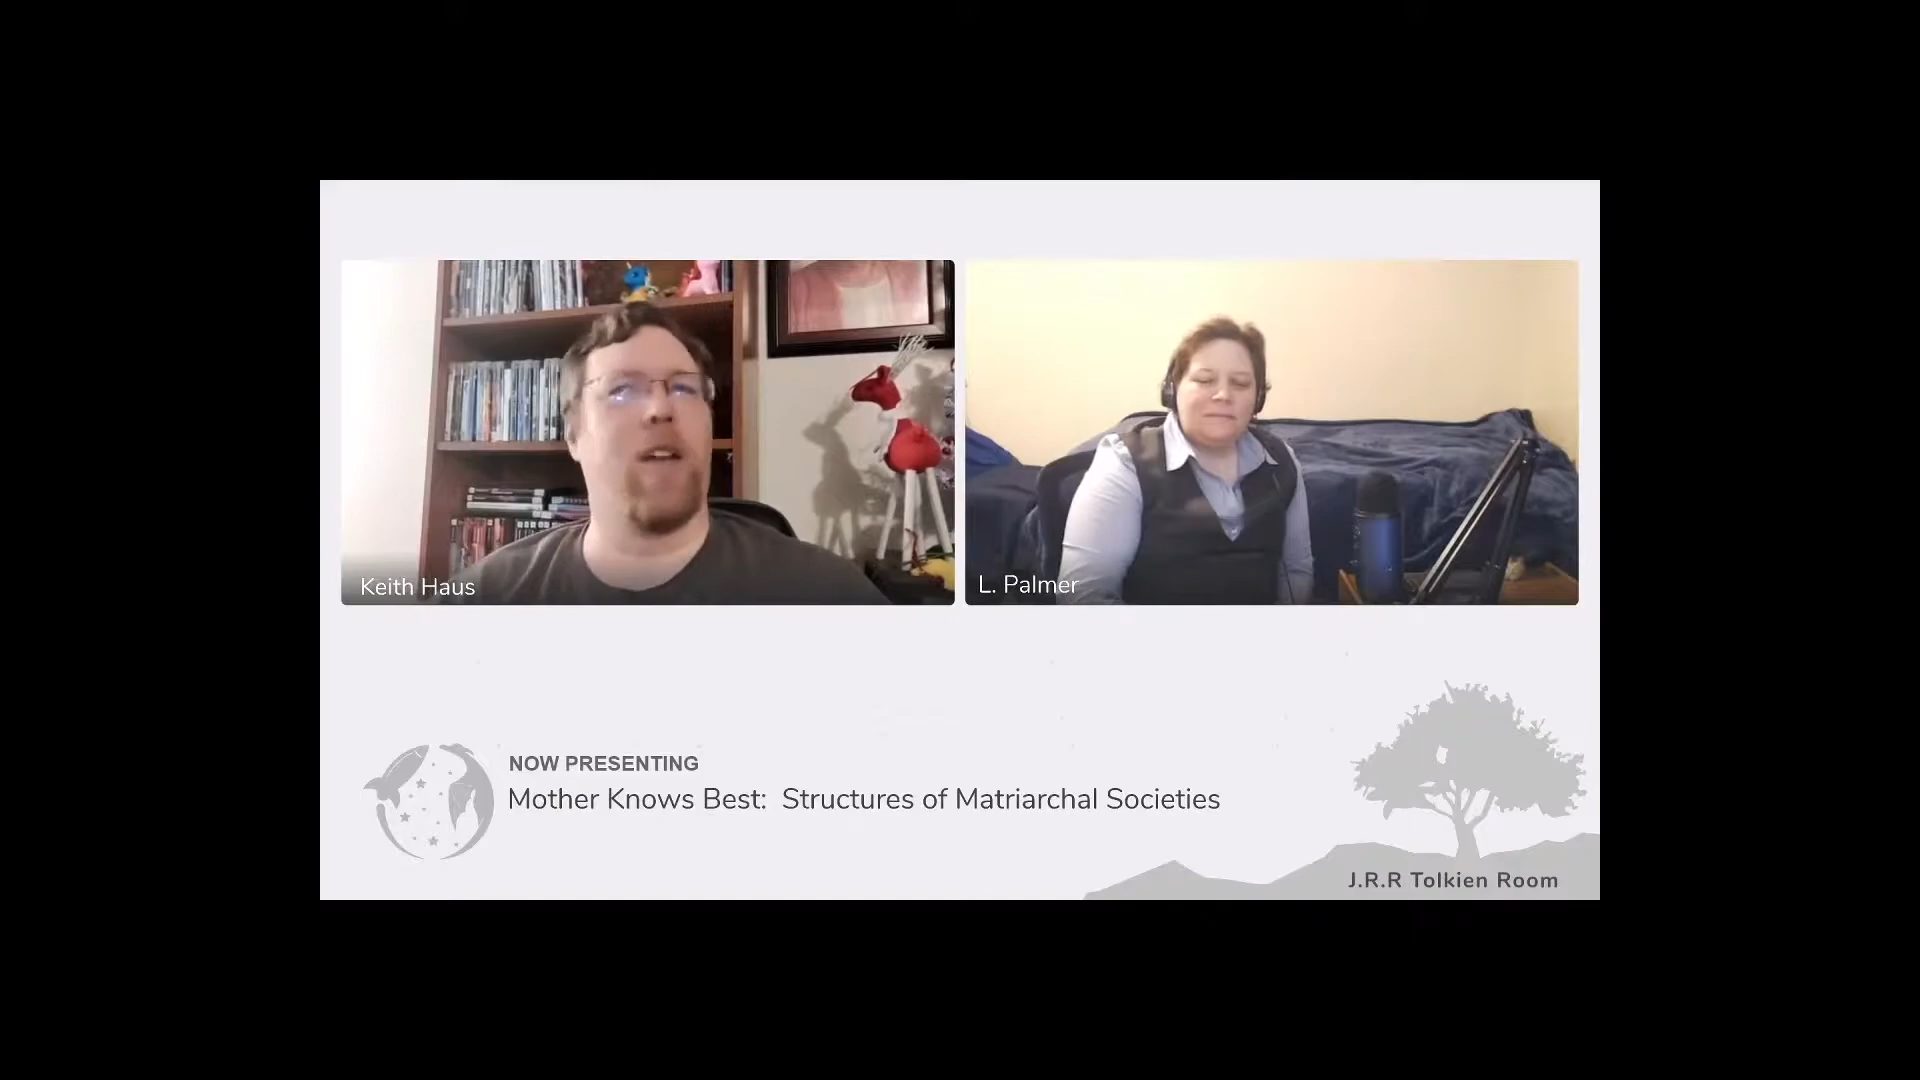 Keith Haus
L. Palmer
NOW PRESENTING
Mother Knows Best:  Structures of Matriarchal Societies
J.R.R Tolkien Room